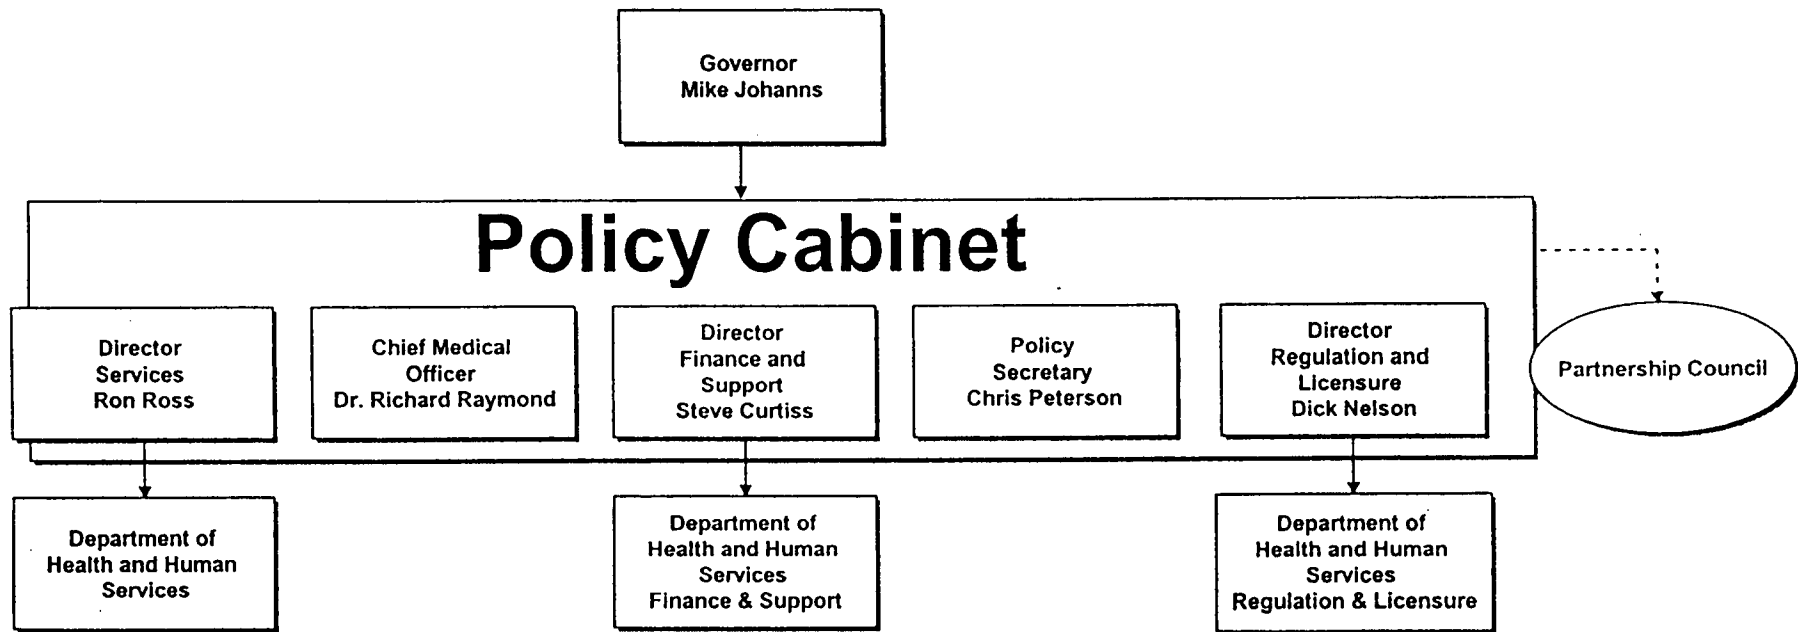 Governor
Mike Johanns
Policy Cabinet
Director
Services
Ron Ross
Chief Medical
Officer
Dr. Richard Raymond
Director
Finance and
Support
Steve Curtiss
Policy
Secretary
Chris Peterson
Director
Regulation and
Licensure
Dick Nelson
Partnership Council
Department of
Health and Human
Services
Department of
Health and Human
Services
Finance & Support
Department of
Health and Human
Services
Regulation & Licensure